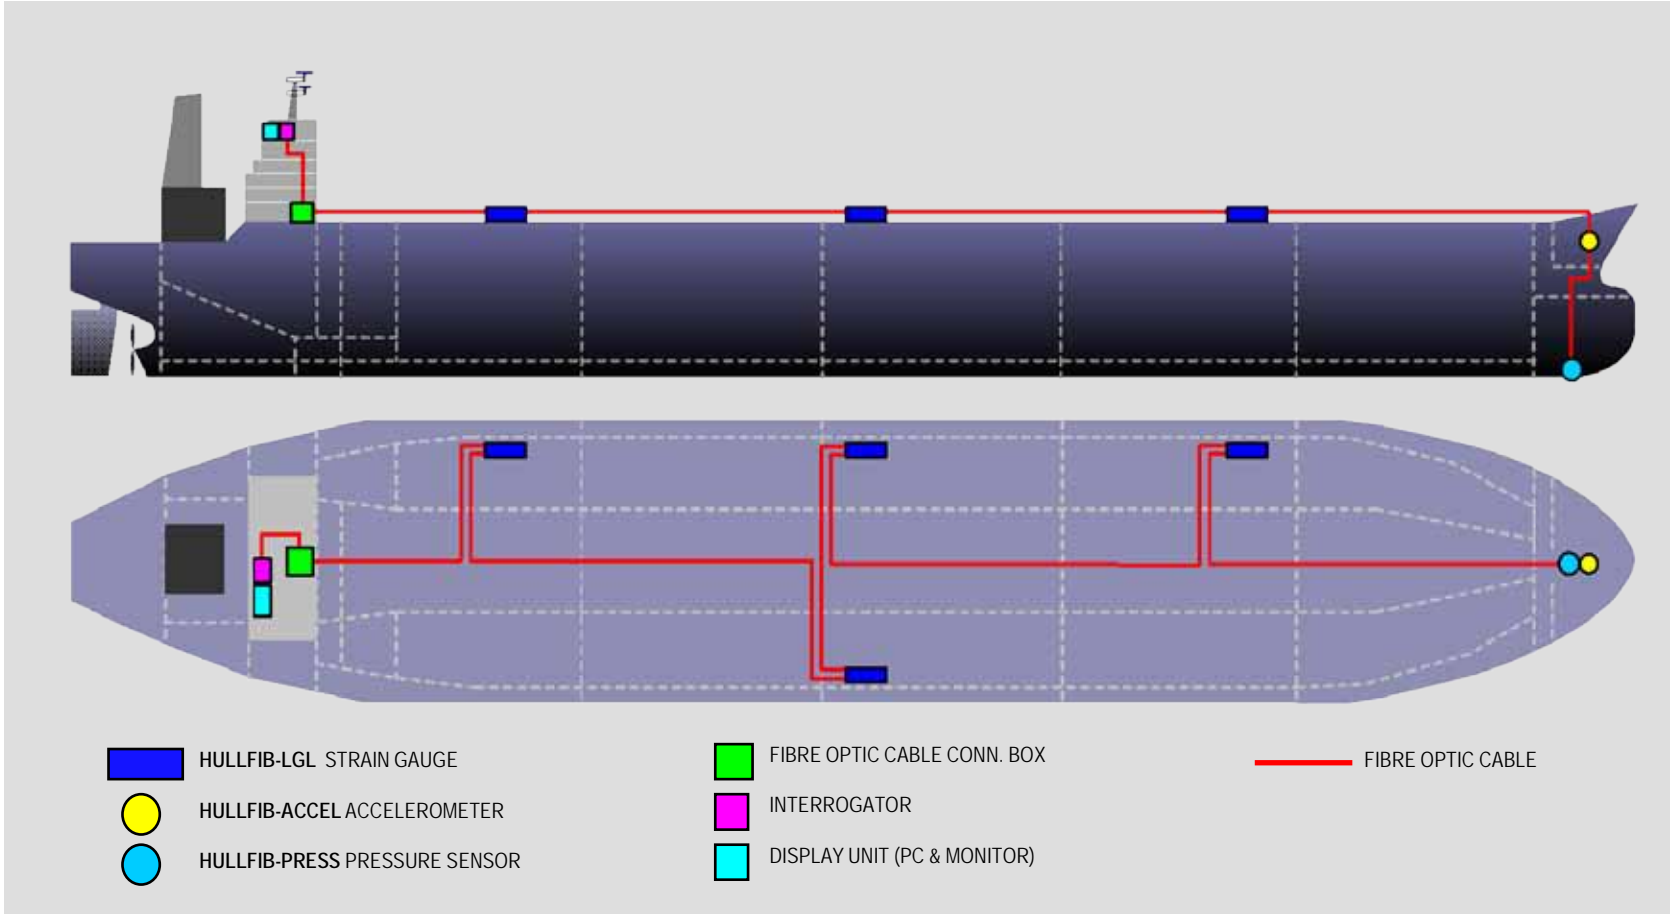 HULLFIB-LGL STRAIN GAUGE
HULLFIB-ACCEL ACCELEROMETER
HULLFIB-PRESS PRESSURE SENSOR
FIBRE OPTIC CABLE CONN. BOX
INTERROGATOR
DISPLAY UNIT (PC & MONITOR)
FIBRE OPTIC CABLE